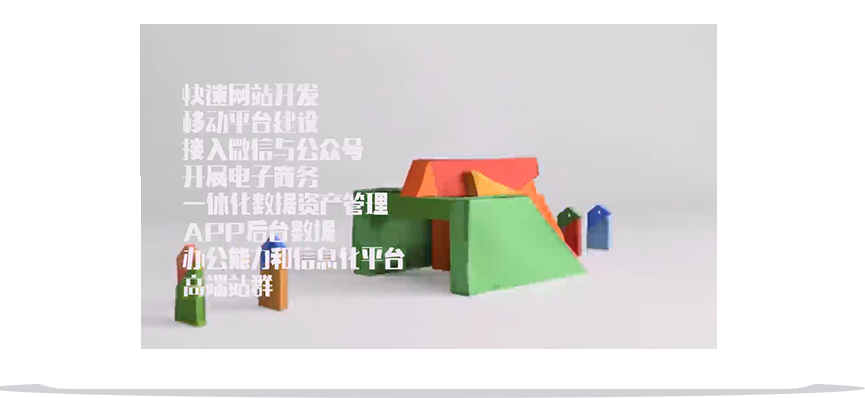 快速网站开发
移动平台建设
接入微信与公众号
开展电子商务
一体化数据资产管理
APP后台数据
办公能力和信息化平台
高端站群